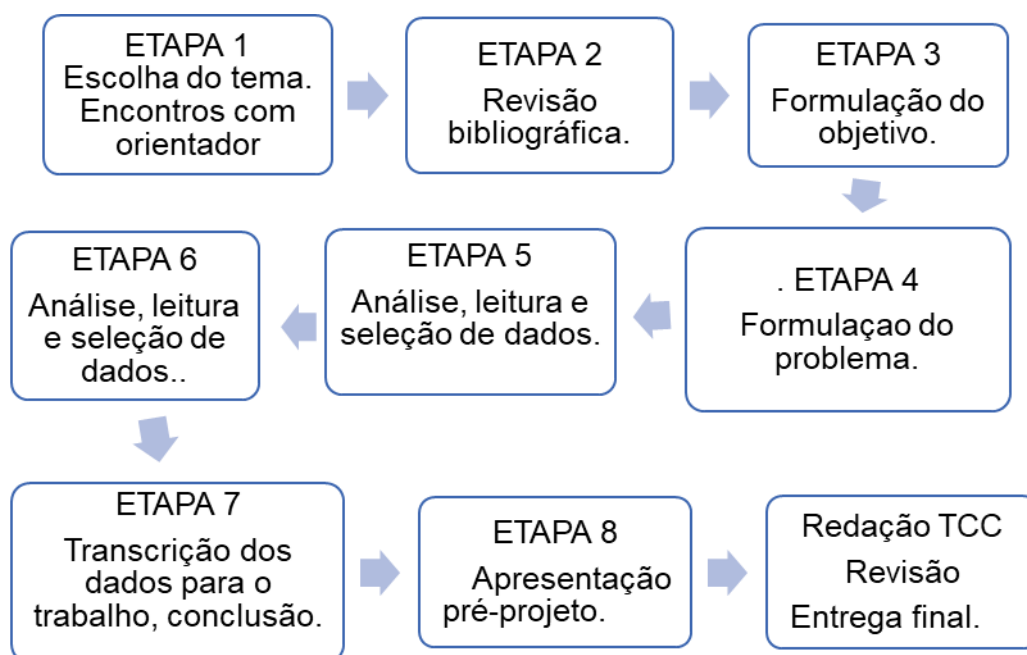 ETAPA 1
Escolha do tema.
Encontros com
orientador
ETAPA 2
Revisão
bibliográfica.
ETAPA 3
Formulação do
objetivo.
. ETAPA 4
Formulaçao do
problema.
ETAPA 5
Análise, leitura e
seleção de dados.
ETAPA 6
Análise, leitura
e seleção de
dados..
ETAPA 7
Transcrição dos
dados para o
trabalho, conclusão.
ETAPA 8
Apresentação
pré-projeto.
Redação TCC
Revisão
Entrega final.